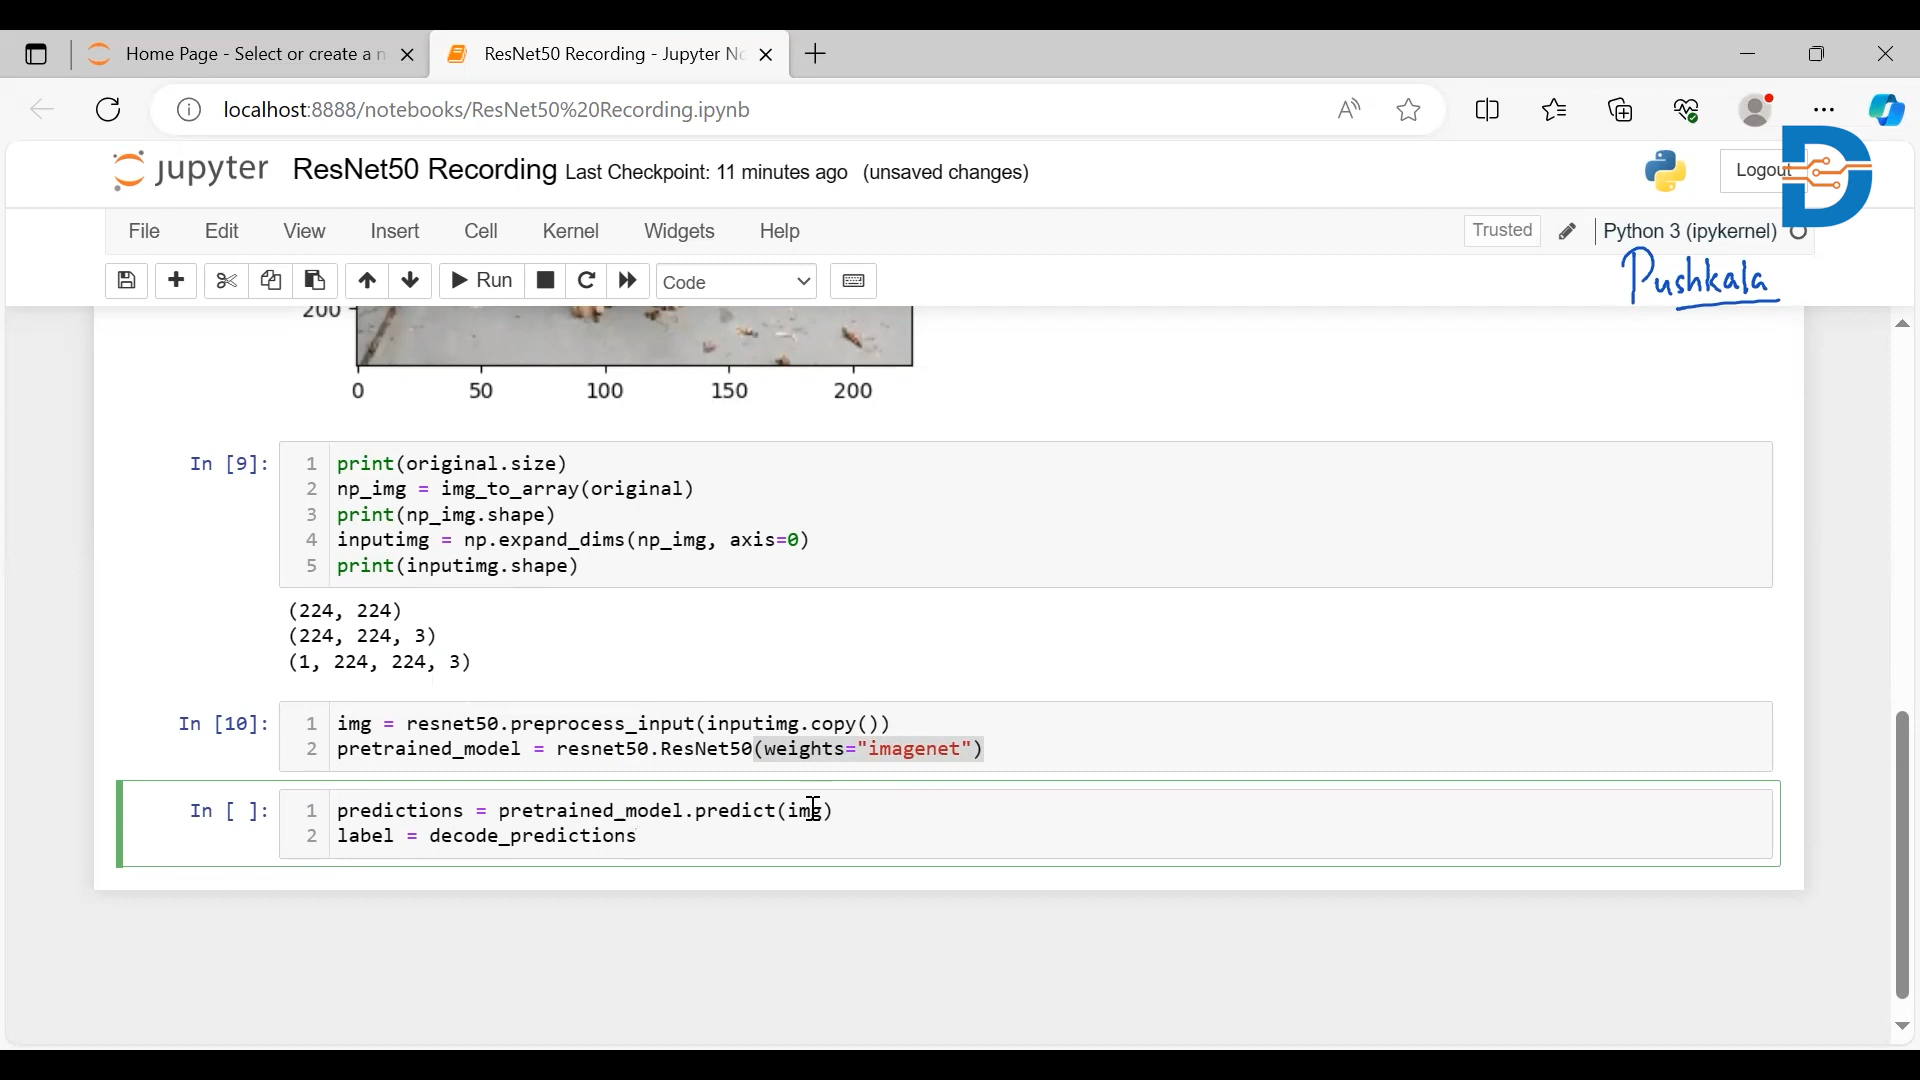 Home Page - Select or create a n
ResNet50 Recording - Jupyter No
localhost:8888/notebooks/ResNet50%20Recording.ipynb
jupyter ResNet50 Recording Last Checkpoint: 11 minutes ago (unsaved changes)
Logout
File Edit View Insert Cell Kernel Widgets Help
Trusted Python 3 (ipykernel)
Run Code
Pushkala
200
0 50 100 150 200
In [9]:
1 print(original.size)
2 np_img = img_to_array(original)
3 print(np_img.shape)
4 inputimg = np.expand_dims(np_img, axis=0)
5 print(inputimg.shape)
(224, 224)
(224, 224, 3)
(1, 224, 224, 3)
In [10]:
1 img = resnet50.preprocess_input(inputimg.copy())
2 pretrained_model = resnet50.ResNet50(weights="imagenet")
In [ ]:
1 predictions = pretrained_model.predict(img)
2 label = decode_predictions